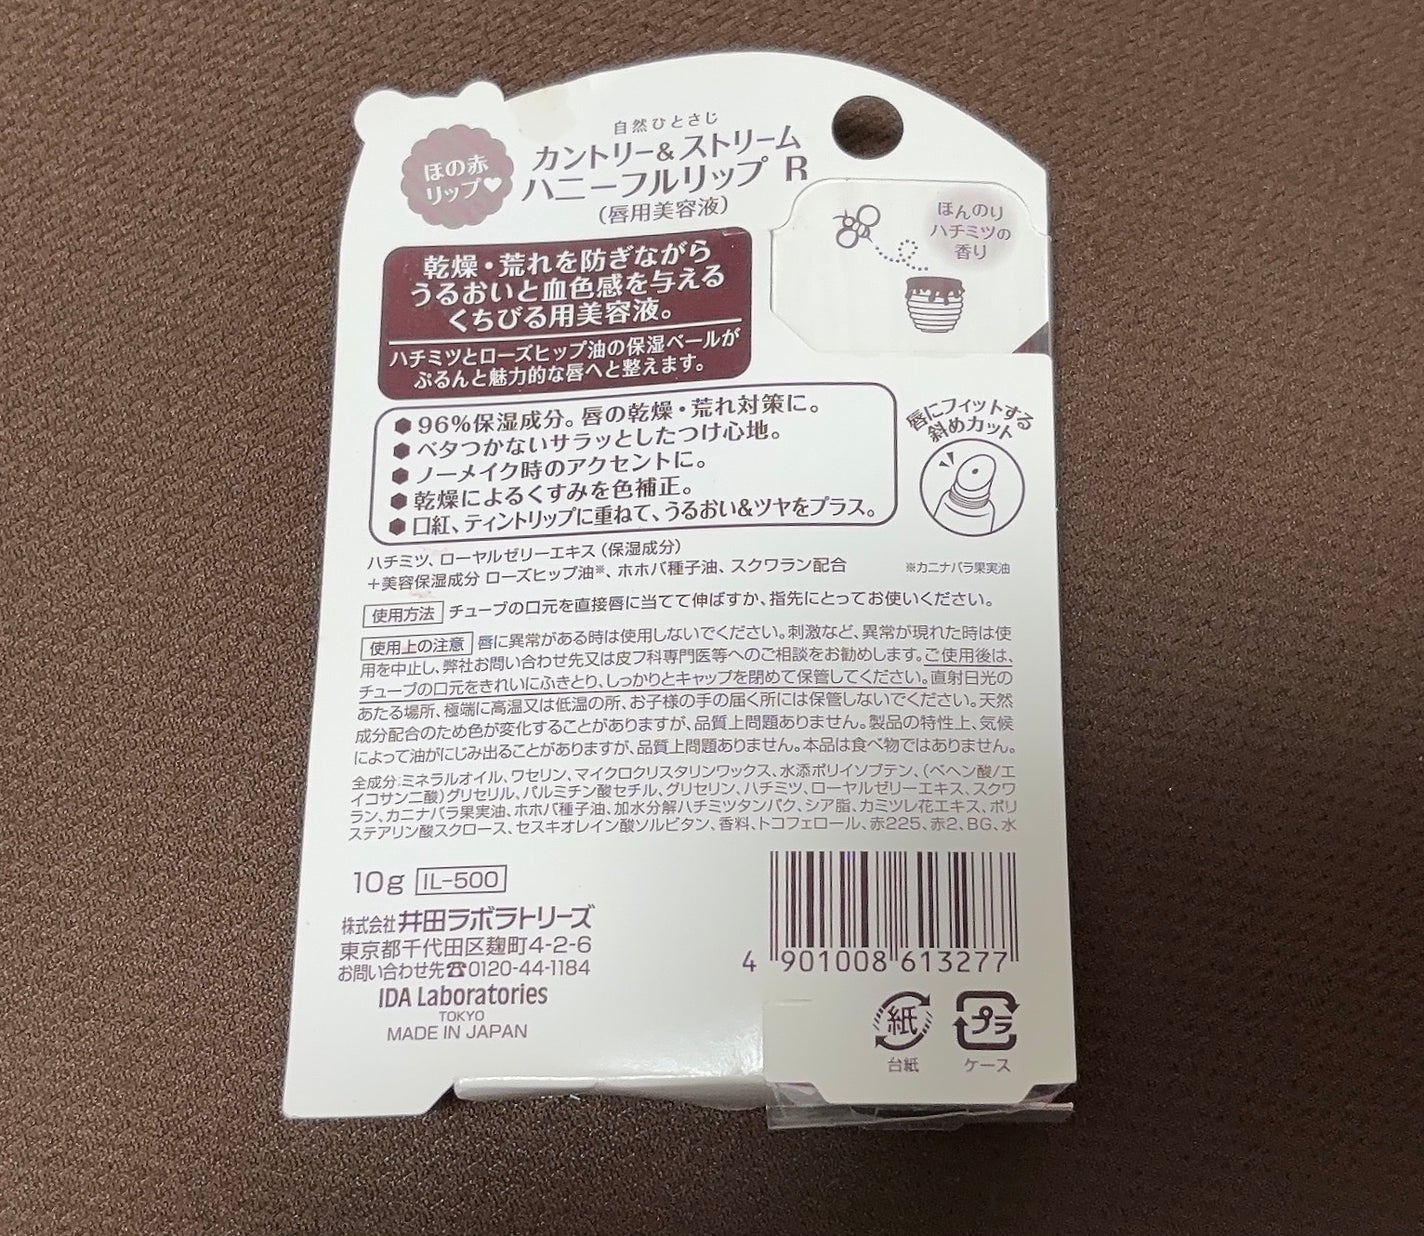 自然ひとさじ
カントリー&ストリーム
ハニーフルリップ R
(唇用美容液)
ほの赤
リップ♥
ほんのり
ハチミツの
香り
乾燥・荒れを防ぎながら
うるおいと血色感を与える
くちびる用美容液。
ハチミツとローズヒップ油の保湿ベールが
ぷるんと魅力的な唇へと整えます。
●96%保湿成分。唇の乾燥・荒れ対策に。
●ベタつかないサラッとしたつけ心地。
●ノーメイク時のアクセントに。
●乾燥によるくすみを色補正。
●口紅、ティントリップに重ねて、うるおい&ツヤをプラス。
唇にフィットする
斜めカット
ハチミツ、ローヤルゼリーエキス(保湿成分)
+美容保湿成分 ローズヒップ油※、ホホバ種子油、スクワラン配合
※カニナバラ果実油
使用方法 チューブの口元を直接唇に当てて伸ばすか、指先にとってお使いください。
使用上の注意 唇に異常がある時は使用しないでください。刺激など、異常が現れた時は使
用を中止し、弊社お問い合わせ先又は皮フ科専門医等へのご相談をお勧めします。ご使用後は、
チューブの口元をきれいにふきとり、しっかりとキャップを閉めて保管してください。直射日光の
あたる場所、極端に高温又は低温の所、お子様の手の届く所には保管しないでください。天然
成分配合のため色が変化することがありますが、品質上問題ありません。製品の特性上、気候
によって油がにじみ出ることがありますが、品質上問題ありません。本品は食べ物ではありません。
全成分:ミネラルオイル、ワセリン、マイクロクリスタリンワックス、水添ポリイソブテン、(ベヘン酸/エ
イコサン二酸)グリセリル、パルミチン酸セチル、グリセリン、ハチミツ、ローヤルゼリーエキス、スクワ
ラン、カニナバラ果実油、ホホバ種子油、加水分解ハチミツタンパク、シア脂、カミツレ花エキス、ポリ
ステアリン酸スクロース、セスキオレイン酸ソルビタン、香料、トコフェロール、赤225、赤2、BG、水
10g IL-500
株式会社 井田ラボラトリーズ
東京都千代田区麹町4-2-6
お問い合わせ先☎0120-44-1184
IDA Laboratories
TOKYO
MADE IN JAPAN
4 901008 613277
紙
台紙
プラ
ケース